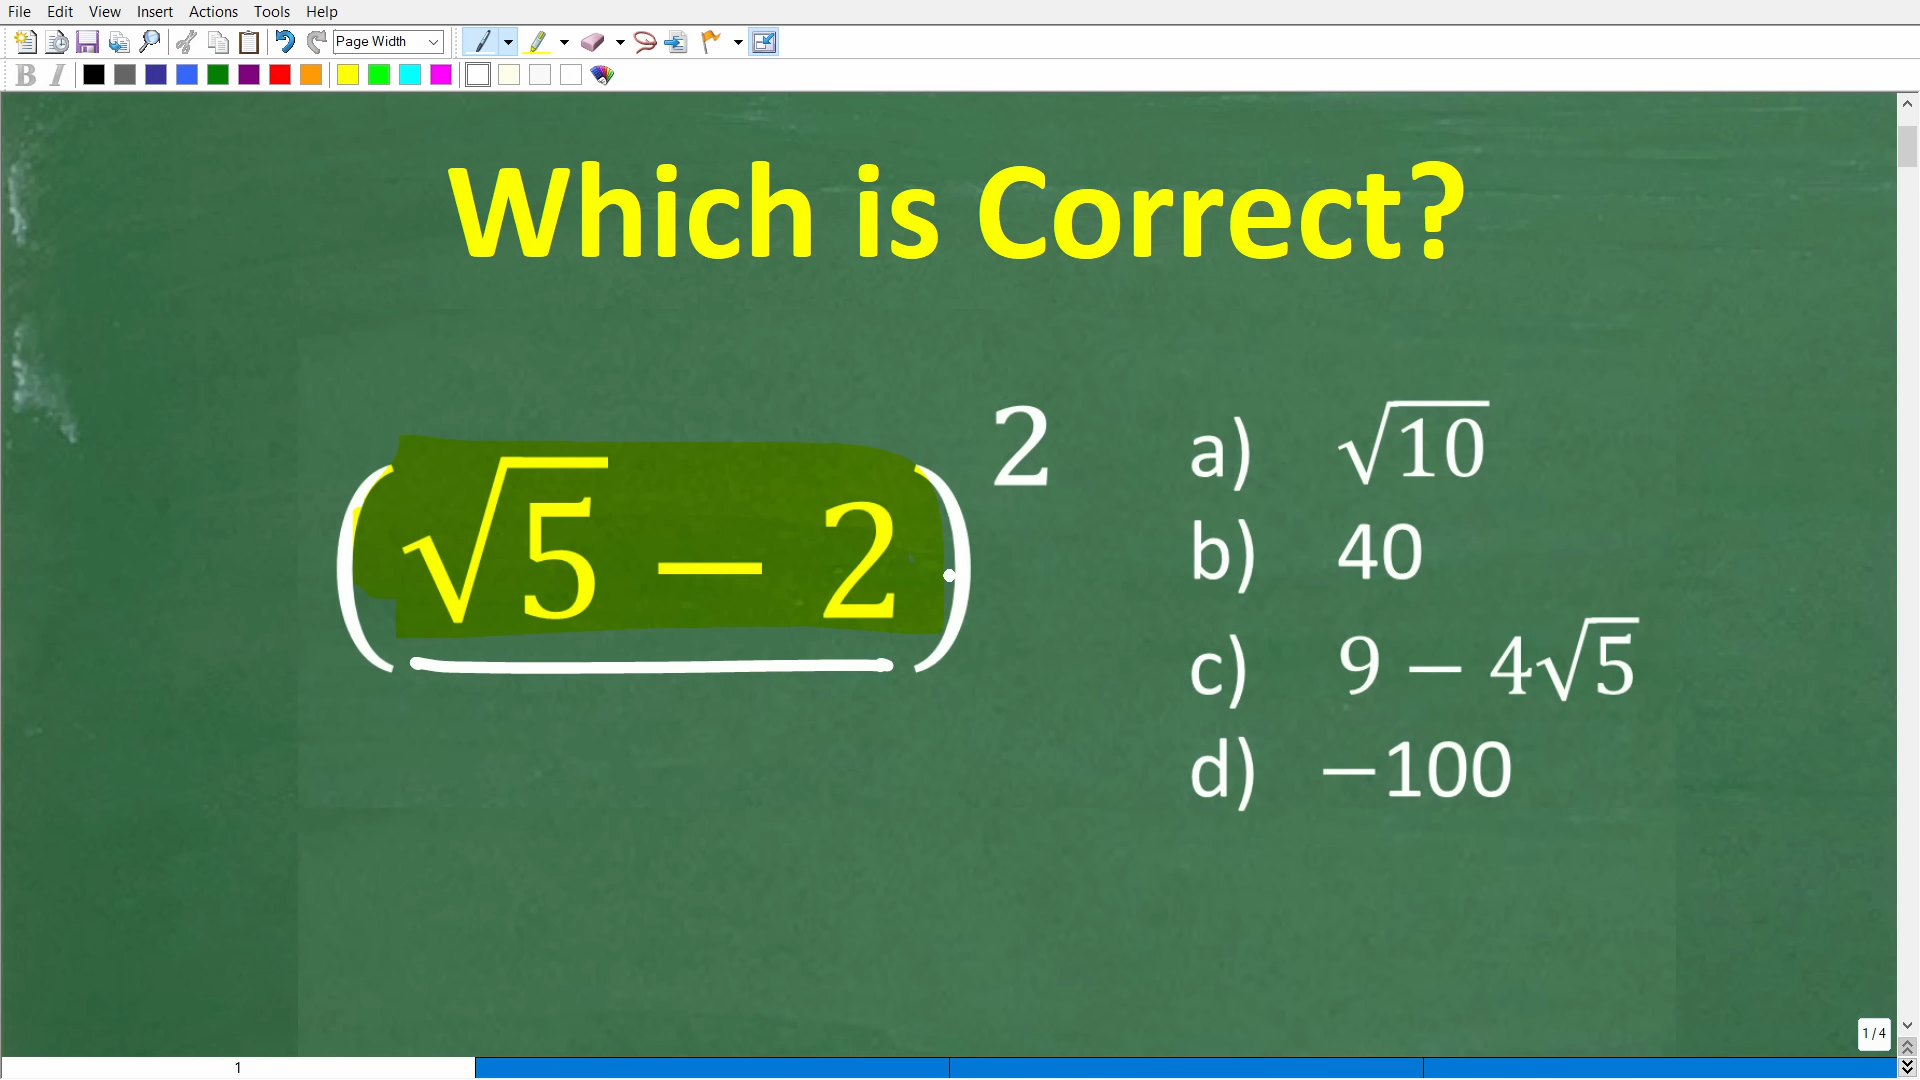 File Edit View Insert Actions Tools Help
Page Width
B I
Which is Correct?
(√5 − 2)²
a) √10
b) 40
c) 9 − 4√5
d) −100
1 / 4
1